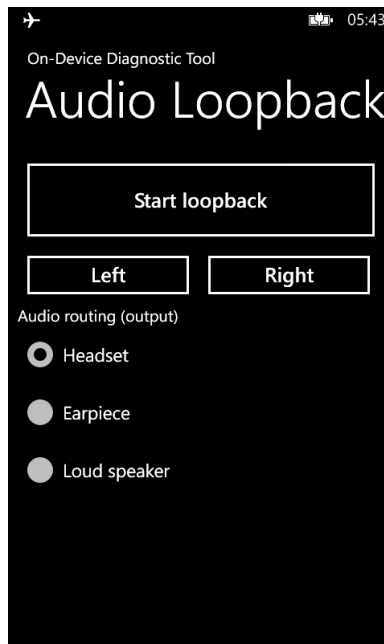 05:43
On-Device Diagnostic Tool
Audio Loopback
Start loopback
Left Right
Audio routing (output)
Headset
Earpiece
Loud speaker